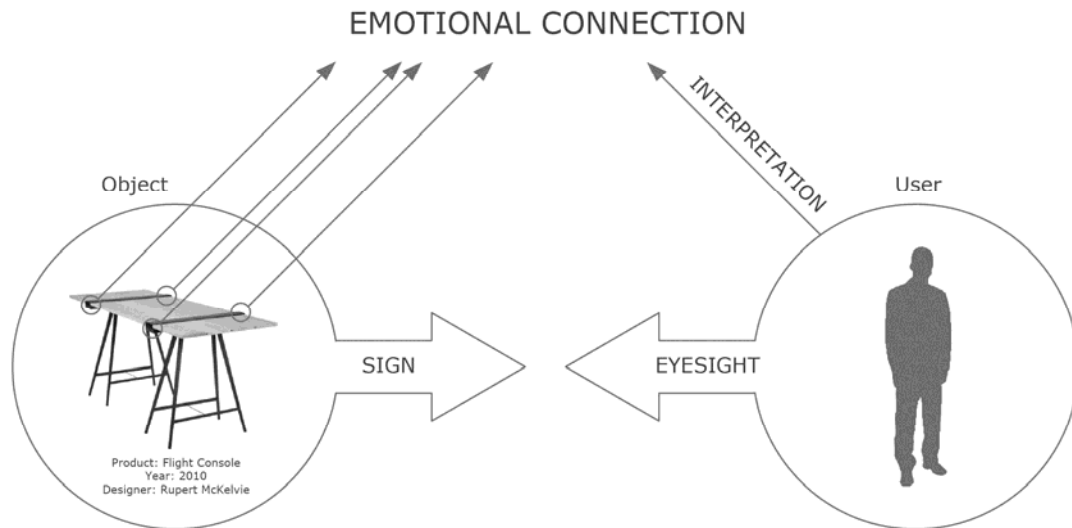 EMOTIONAL CONNECTION
INTERPRETATION
Object
User
SIGN
EYESIGHT
Product: Flight Console
Year: 2010
Designer: Rupert McKelvie